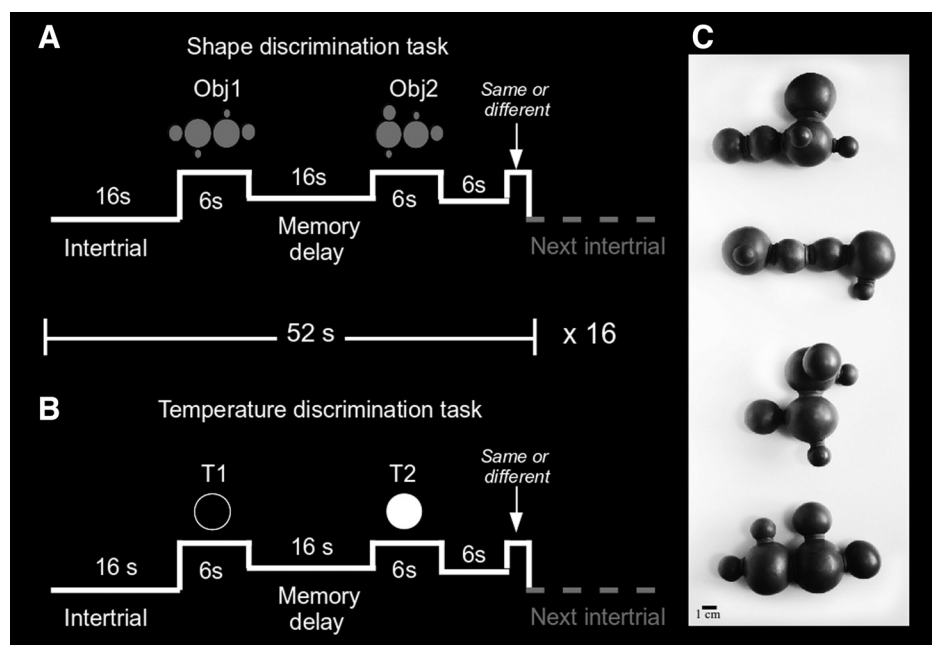 A
Shape discrimination task
Obj1
Obj2
Same or
different
16s
6s
16s
6s
6s
Intertrial
Memory
delay
Next intertrial
52 s
x 16
B
Temperature discrimination task
T1
T2
Same or
different
16 s
6s
16 s
6s
6s
Intertrial
Memory
delay
Next intertrial
C
1 cm